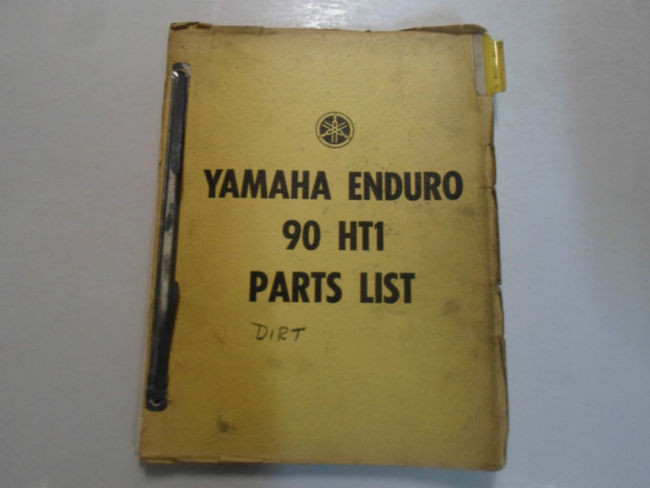 YAMAHA ENDURO
90 HT1
PARTS LIST
DIRT